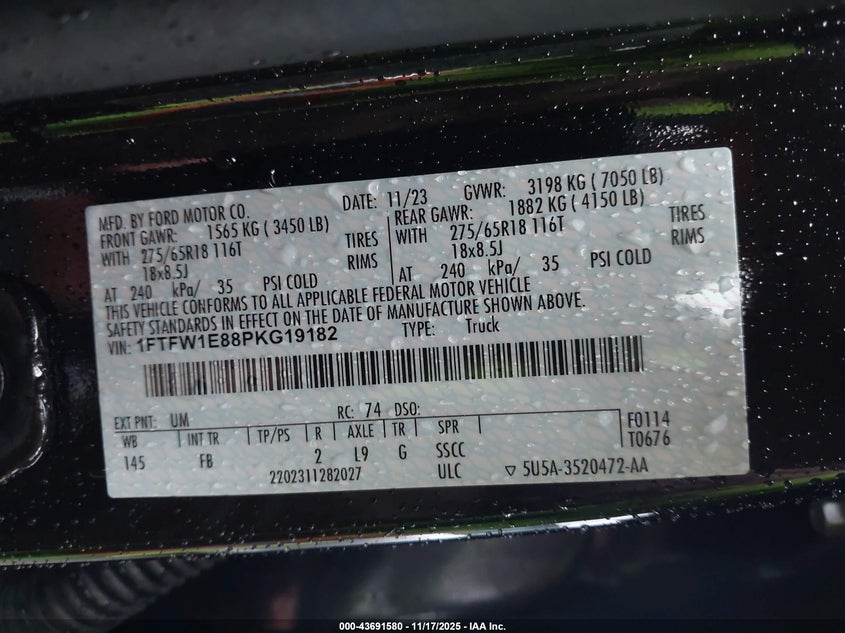 MFD. BY FORD MOTOR CO.
DATE: 11/23 GVWR: 3198 KG ( 7050 LB)
FRONT GAWR: 1565 KG ( 3450 LB)
REAR GAWR: 1882 KG ( 4150 LB)
WITH 275/65R18 116T TIRES
WITH 275/65R18 116T TIRES
18x8.5J RIMS
18x8.5J RIMS
AT 240 kPa/ 35 PSI COLD
AT 240 kPa/ 35 PSI COLD
THIS VEHICLE CONFORMS TO ALL APPLICABLE FEDERAL MOTOR VEHICLE
SAFETY STANDARDS IN EFFECT ON THE DATE OF MANUFACTURE SHOWN ABOVE.
VIN: 1FTFW1E88PKG19182 TYPE: Truck
EXT PNT: UM RC: 74 DSO:
WB INT TR TP/PS R AXLE TR SPR
145 FB 2 L9 G SSCC
F0114
T0676
2202311282027 ULC 5U5A-3520472-AA
000-43691580 - 11/17/2025 - IAA Inc.